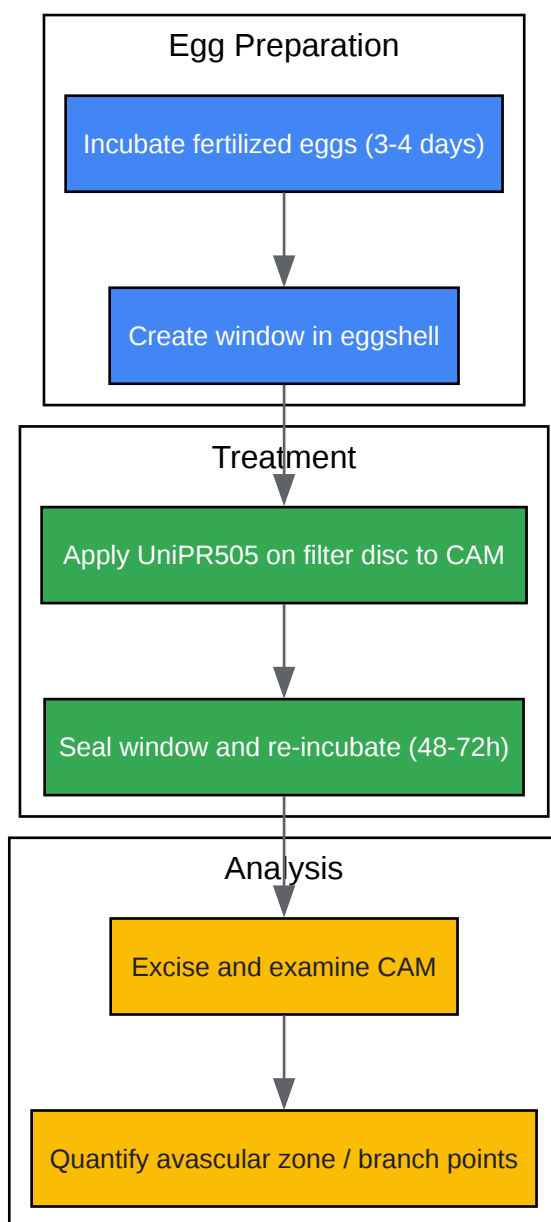 Egg Preparation
Incubate fertilized eggs (3-4 days)
Create window in eggshell
Treatment
Apply UniPR505 on filter disc to CAM
Seal window and re-incubate (48-72h)
Analysis
Excise and examine CAM
Quantify avascular zone / branch points